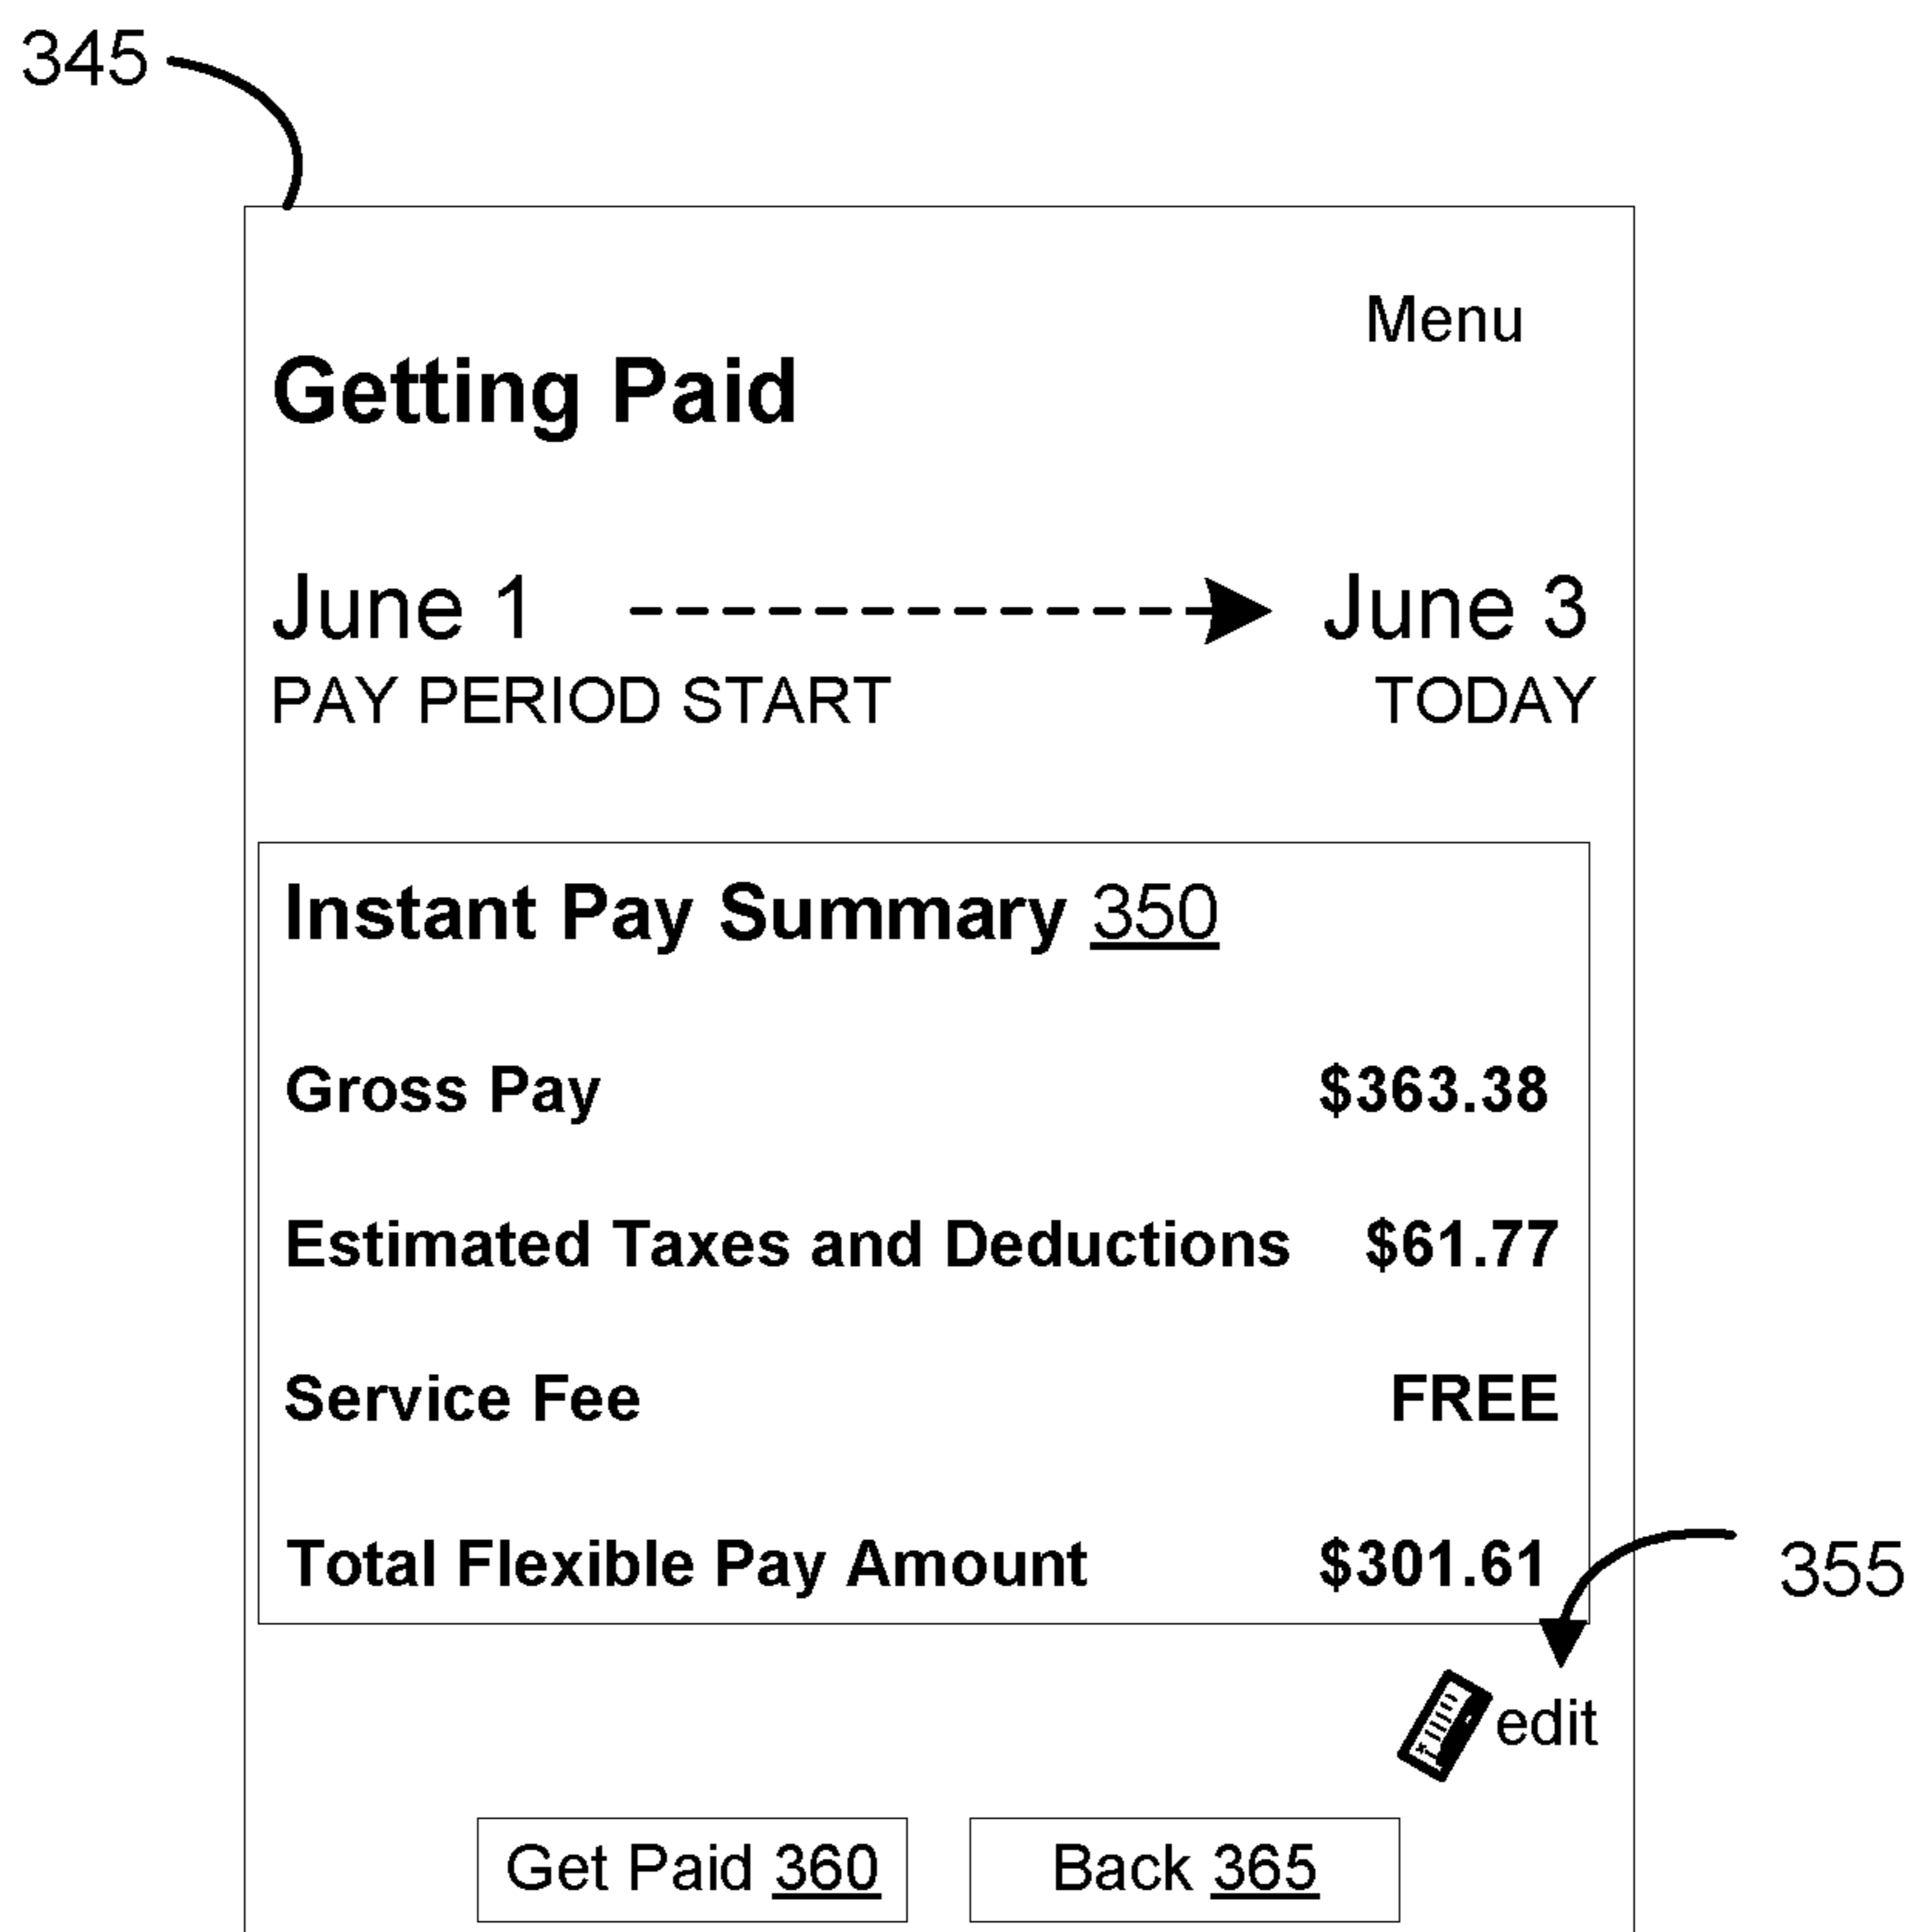 345
Menu
Getting Paid
June 1 June 3
PAY PERIOD START TODAY
Instant Pay Summary 350
Gross Pay $363.38
Estimated Taxes and Deductions $61.77
Service Fee FREE
Total Flexible Pay Amount $301.61
355
edit
Get Paid 360 Back 365